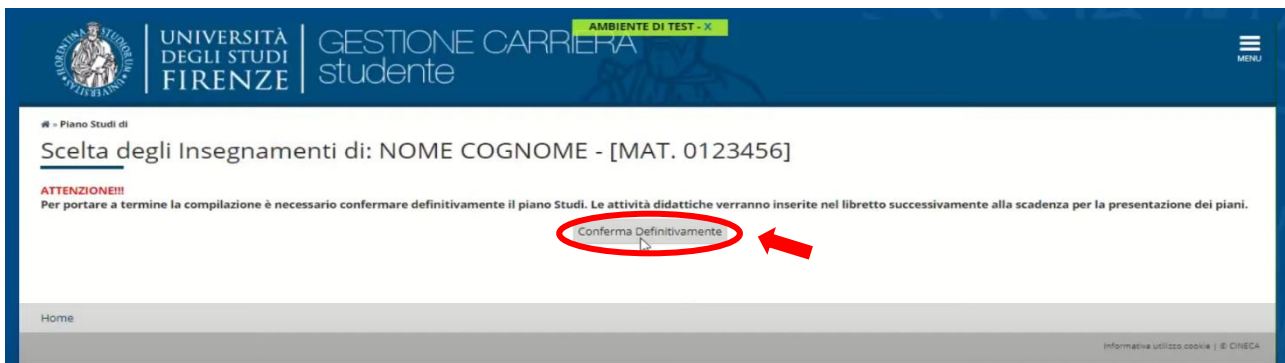 AMBIENTE DI TEST - X
UNIVERSITÀ
DEGLI STUDI
FIRENZE
GESTIONE CARRIERA
studente
MENU
» Piano Studi di
Scelta degli Insegnamenti di: NOME COGNOME - [MAT. 0123456]
ATTENZIONE!!!
Per portare a termine la compilazione è necessario confermare definitivamente il piano Studi. Le attività didattiche verranno inserite nel libretto successivamente alla scadenza per la presentazione dei piani.
Conferma Definitivamente
Home
Informativa utilizzo cookie | © CINECA